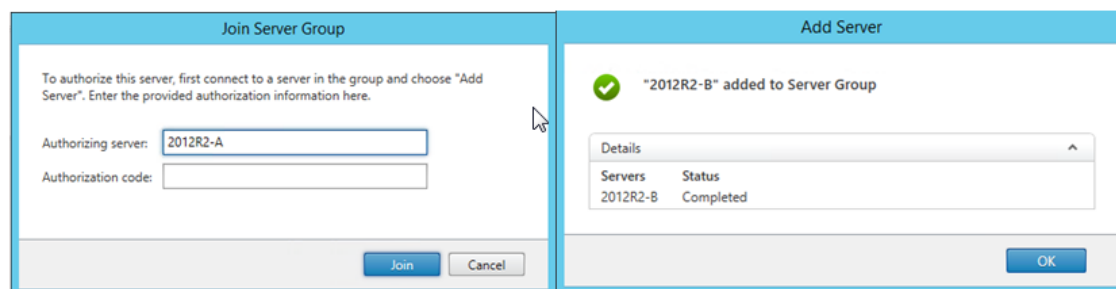 Join Server Group
To authorize this server, first connect to a server in the group and choose "Add
Server". Enter the provided authorization information here.
Authorizing server: 2012R2-A
Authorization code:
Join Cancel
Add Server
"2012R2-B" added to Server Group
Details
Servers Status
2012R2-B Completed
OK